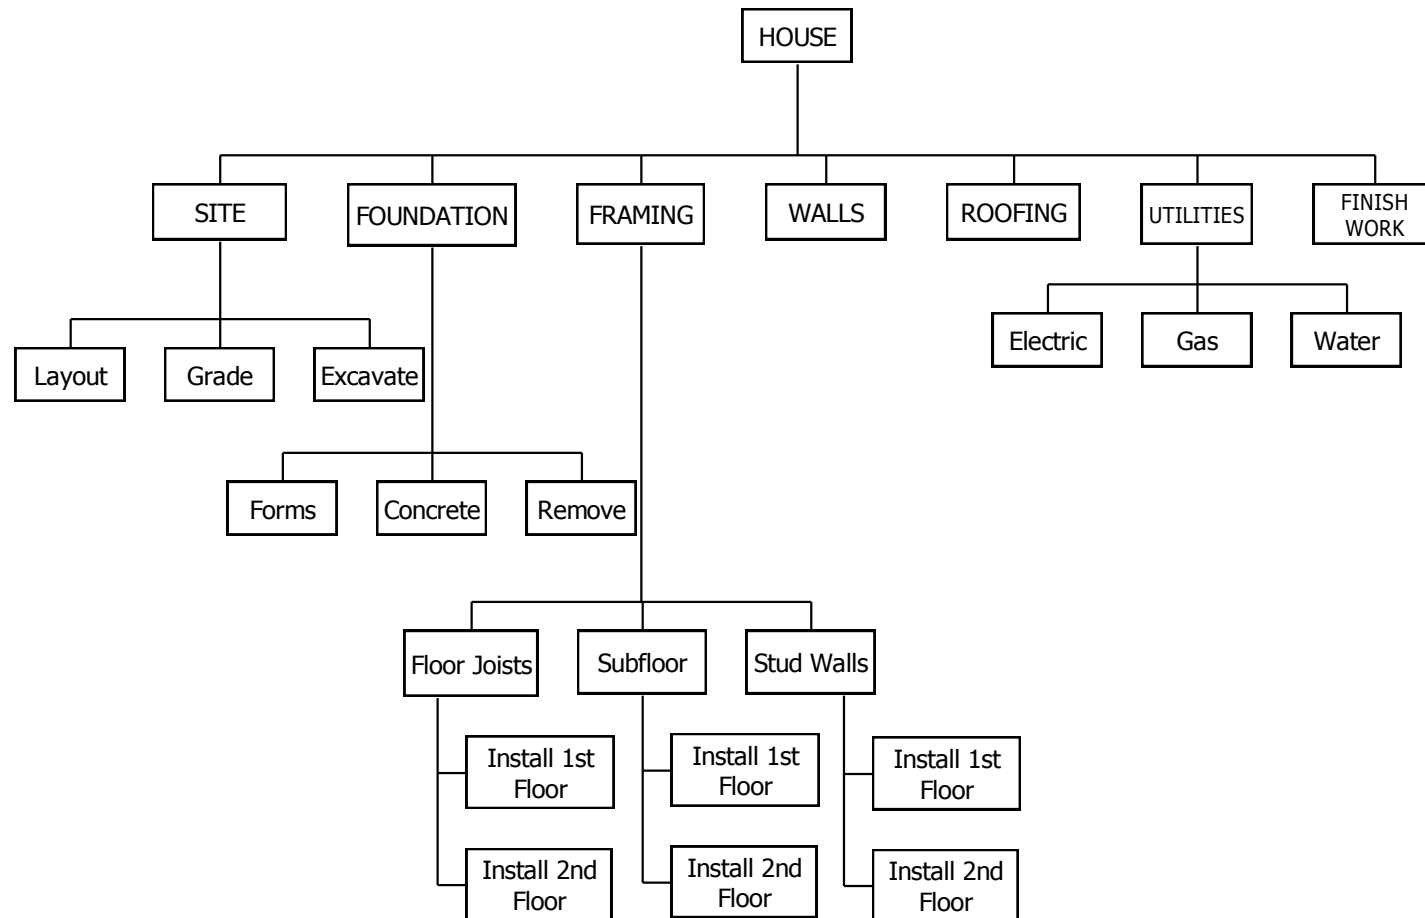 HOUSE
SITE
FOUNDATION
FRAMING
WALLS
ROOFING
UTILITIES
FINISH
WORK
Layout
Grade
Excavate
Electric
Gas
Water
Forms
Concrete
Remove
Floor Joists
Subfloor
Stud Walls
Install 1st
Floor
Install 1st
Floor
Install 1st
Floor
Install 2nd
Floor
Install 2nd
Floor
Install 2nd
Floor